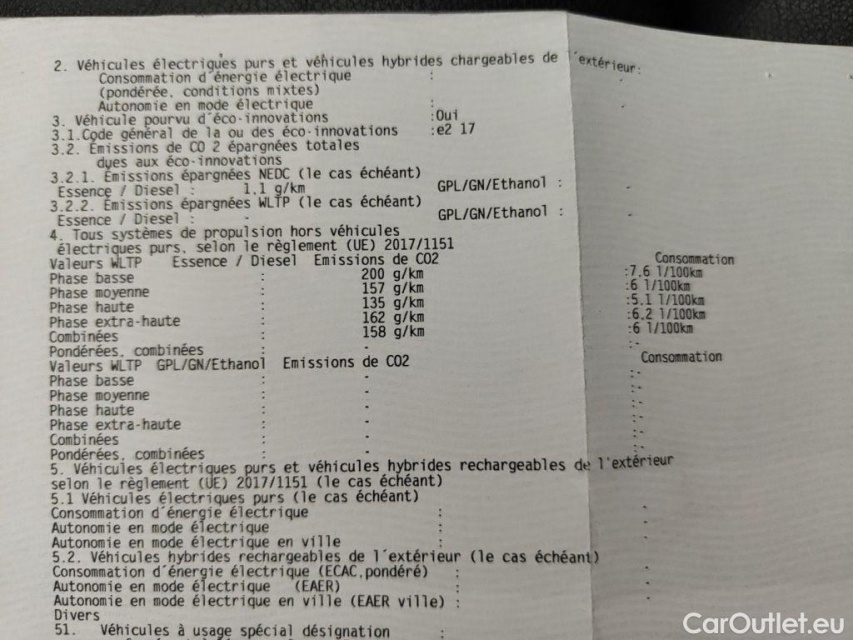 2. Véhicules électriques purs et véhicules hybrides chargeables de l'extérieur:
Consommation d'énergie électrique :
(pondérée, conditions mixtes) -
Autonomie en mode électrique :
3. Véhicule pourvu d'éco-innovations :Oui -
3.1.Code général de la ou des éco-innovations :e2 17
3.2. Émissions de CO 2 épargnées totales
dues aux éco-innovations
3.2.1. Émissions épargnées NEDC (le cas échéant)
Essence / Diesel : 1.1 g/km GPL/GN/Ethanol : -
3.2.2. Émissions épargnées WLTP (le cas échéant)
Essence / Diesel : - GPL/GN/Ethanol : -
4. Tous systèmes de propulsion hors véhicules
électriques purs, selon le règlement (UE) 2017/1151
Valeurs WLTP Essence / Diesel Emissions de CO2 Consommation
Phase basse : 200 g/km :7.6 l/100km
Phase moyenne : 157 g/km :6 l/100km
Phase haute : 135 g/km :5.1 l/100km
Phase extra-haute : 162 g/km :6.2 l/100km
Combinées : 158 g/km :6 l/100km
Pondérées, combinées : - :-
Valeurs WLTP GPL/GN/Ethanol Emissions de CO2 Consommation
Phase basse : - :-
Phase moyenne : - :-
Phase haute : - :-
Phase extra-haute : - :-
Combinées : - :-
Pondérées, combinées : - :-
5. Véhicules électriques purs et véhicules hybrides rechargeables de l'extérieur
selon le règlement (UE) 2017/1151 (le cas échéant)
5.1 Véhicules électriques purs (le cas échéant)
Consommation d'énergie électrique : -
Autonomie en mode électrique : -
Autonomie en mode électrique en ville : -
5.2. Véhicules hybrides rechargeables de l'extérieur (le cas échéant)
Consommation d'énergie électrique (ECAC,pondéré) : -
Autonomie en mode électrique (EAER) : -
Autonomie en mode électrique en ville (EAER ville) : -
Divers
51. Véhicules à usage spécial désignation :
CarOutlet.eu